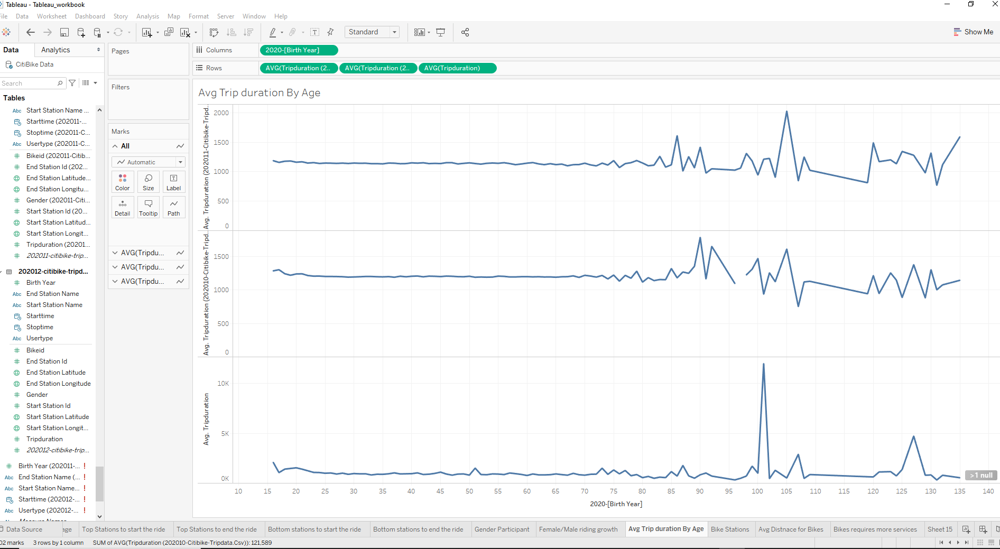 Tableau - Tableau_workbook
File Data Worksheet Dashboard Story Analysis Map Format Server Window Help
Standard
Show Me
Data Analytics
CitiBike Data
Search
Tables
Abc Start Station Name ...
Starttime (202011-...
Stoptime (202011-C...
Abc Usertype (202011-C...
Bikeid (202011-Citib...
End Station Id (202...
End Station Latitude...
End Station Longitu...
Gender (202011-Citi...
Start Station Id (20...
Start Station Latitud...
Start Station Longit...
Tripduration (20201...
202011-citibike-trip...
202012-citibike-tripd...
Birth Year
Abc End Station Name
Abc Start Station Name
Starttime
Stoptime
Abc Usertype
Bikeid
End Station Id
End Station Latitude
End Station Longitude
Gender
Start Station Id
Start Station Latitude
Start Station Longit...
Tripduration
202012-citibike-trip...
Birth Year (202011-... !
Abc End Station Name (... !
Abc Start Station Name... !
Starttime (202012-... !
Abc Usertype (202012-... !
Pages
Filters
Marks
All
Automatic
Color Size Label
Detail Tooltip Path
AVG(Tripdu...
AVG(Tripdu...
AVG(Tripdu...
Columns 2020-[Birth Year]
Rows AVG(Tripduration (2.. AVG(Tripduration (2.. AVG(Tripduration)
Avg Trip duration By Age
Avg. Tripduration (202011-Citibike-Tripd..
2000
1500
1000
500
0
Avg. Tripduration (202010-Citibike-Tripd..
1500
1000
500
0
Avg. Tripduration
10K
5K
0K
>1 null
10 15 20 25 30 35 40 45 50 55 60 65 70 75 80 85 90 95 100 105 110 115 120 125 130 135 140
2020-[Birth Year]
Data Source age Top Stations to start the ride Top Stations to end the ride Bottom stations to start the ride Bottom stations to end the ride Gender Participant Female/Male riding growth Avg Trip duration By Age Bike Stations Avg Distnace for Bikes Bikes requires more services Sheet 15
02 marks 3 rows by 1 column SUM of AVG(Tripduration (202010-Citibike-Tripdata.Csv)): 121,589